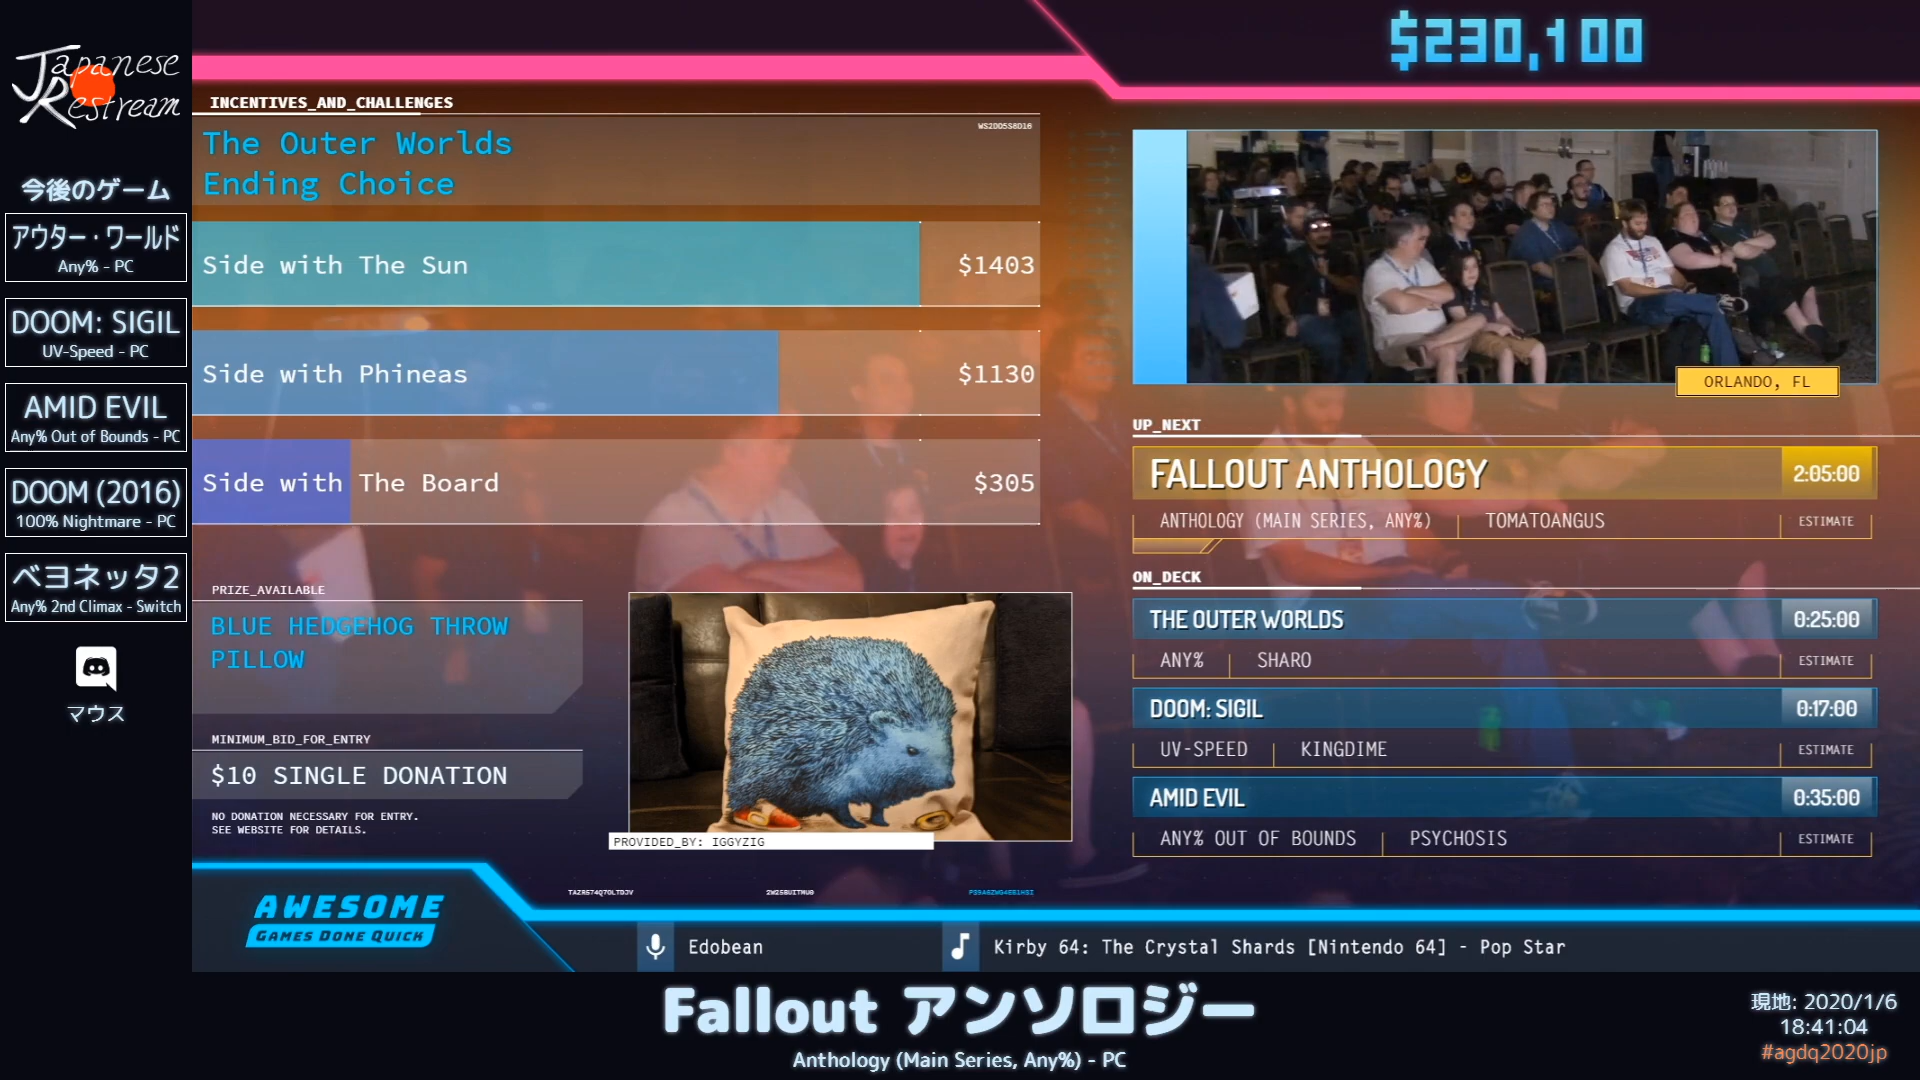 Japanese
Restream
今後のゲーム
アウター・ワールド
Any% - PC
DOOM: SIGIL
UV-Speed - PC
AMID EVIL
Any% Out of Bounds - PC
DOOM (2016)
100% Nightmare - PC
ベヨネッタ2
Any% 2nd Climax - Switch
マウス
$230,100
INCENTIVES_AND_CHALLENGES
The Outer Worlds
Ending Choice
Side with The Sun $1403
Side with Phineas $1130
Side with The Board $305
PRIZE_AVAILABLE
BLUE HEDGEHOG THROW
PILLOW
MINIMUM_BID_FOR_ENTRY
$10 SINGLE DONATION
NO DONATION NECESSARY FOR ENTRY.
SEE WEBSITE FOR DETAILS.
PROVIDED_BY: IGGYZIG
ORLANDO, FL
UP_NEXT
FALLOUT ANTHOLOGY 2:05:00
ANTHOLOGY (MAIN SERIES, ANY%) TOMATOANGUS ESTIMATE
ON_DECK
THE OUTER WORLDS 0:25:00
ANY% SHARO ESTIMATE
DOOM: SIGIL 0:17:00
UV-SPEED KINGDIME ESTIMATE
AMID EVIL 0:35:00
ANY% OUT OF BOUNDS PSYCHOSIS ESTIMATE
AWESOME
GAMES DONE QUICK
Edobean
Kirby 64: The Crystal Shards [Nintendo 64] - Pop Star
Fallout アンソロジー
Anthology (Main Series, Any%) - PC
現地: 2020/1/6
18:41:04
#agdq2020jp